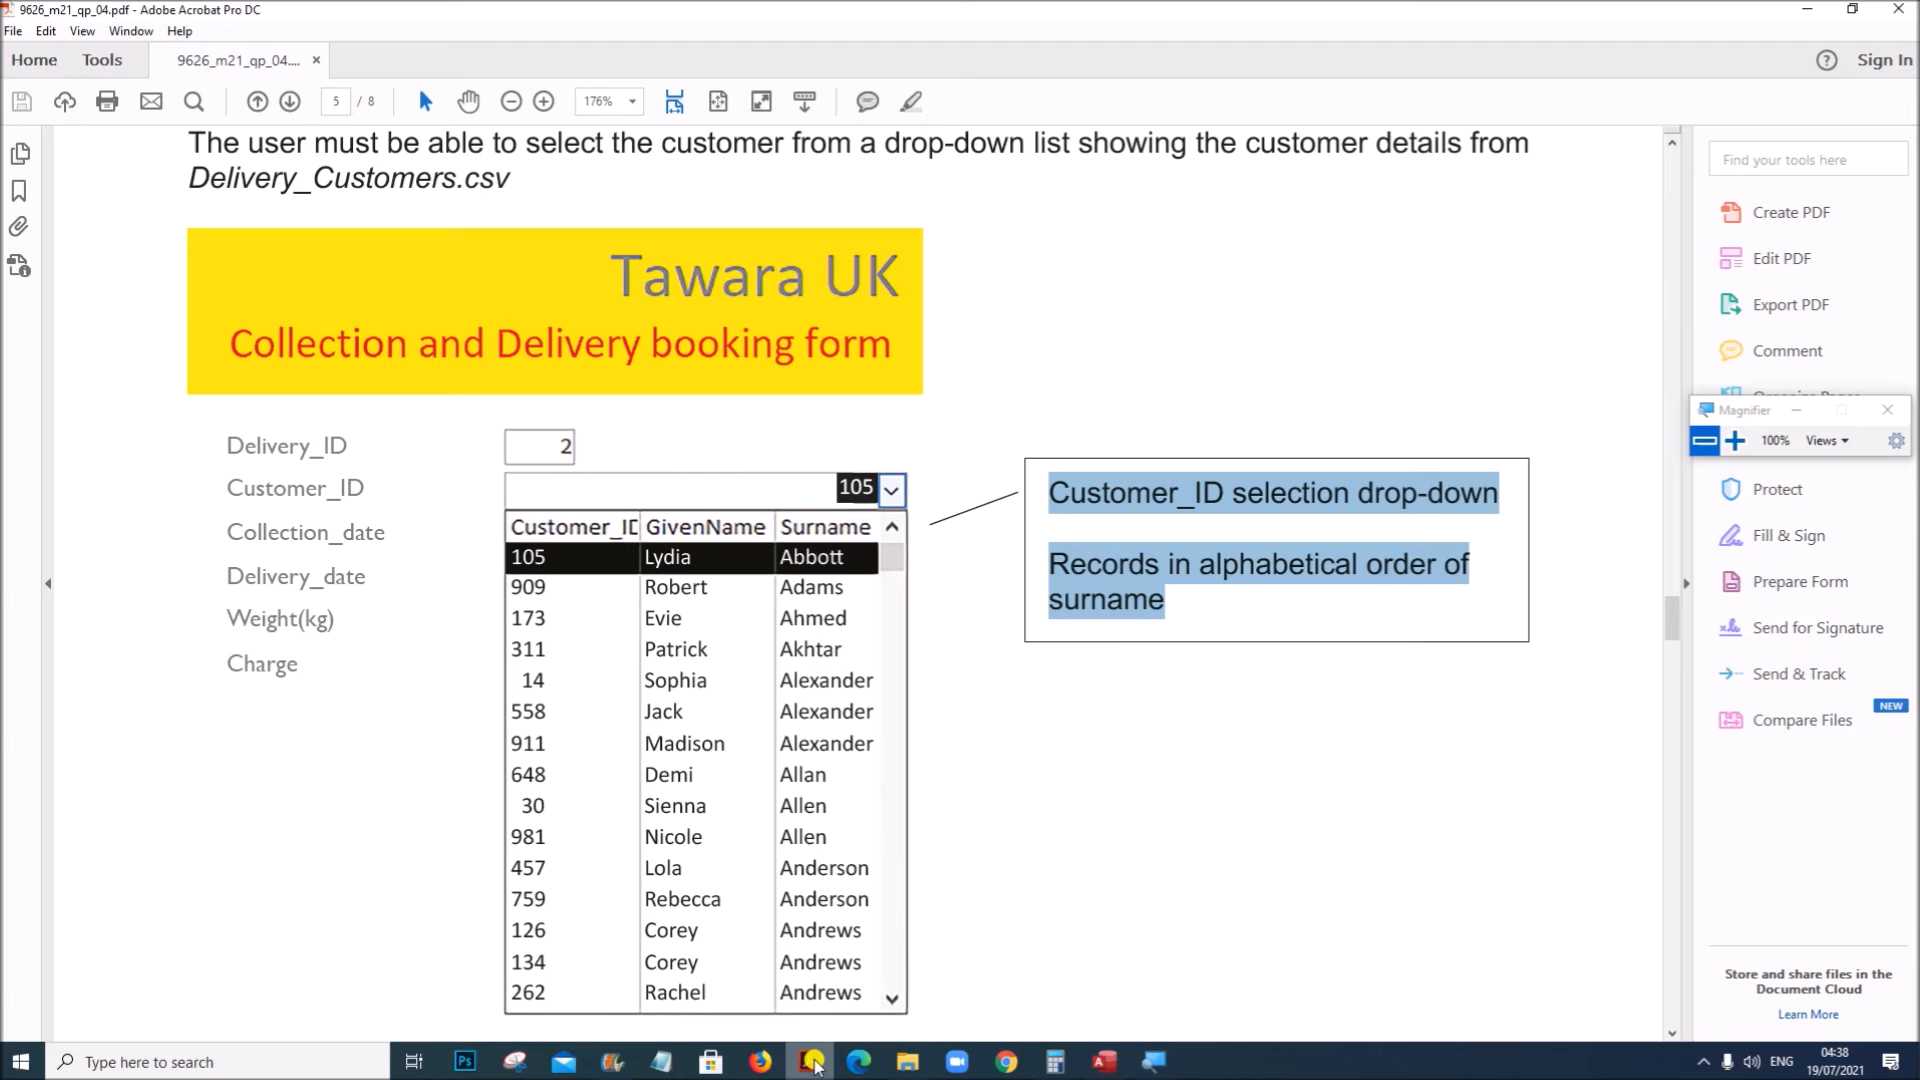 9626_m21_qp_04.pdf - Adobe Acrobat Pro DC
File Edit View Window Help
Home Tools 9626_m21_qp_04.... × Sign In
5 / 8 176%
The user must be able to select the customer from a drop-down list showing the customer details from
Delivery_Customers.csv
Tawara UK
Collection and Delivery booking form
Delivery_ID 2
Customer_ID 105
Collection_date
Delivery_date
Weight(kg)
Charge
Customer_ID GivenName Surname
105 Lydia Abbott
909 Robert Adams
173 Evie Ahmed
311 Patrick Akhtar
14 Sophia Alexander
558 Jack Alexander
911 Madison Alexander
648 Demi Allan
30 Sienna Allen
981 Nicole Allen
457 Lola Anderson
759 Rebecca Anderson
126 Corey Andrews
134 Corey Andrews
262 Rachel Andrews
Customer_ID selection drop-down
Records in alphabetical order of
surname
Find your tools here
Create PDF
Edit PDF
Export PDF
Comment
Magnifier
100% Views
Protect
Fill & Sign
Prepare Form
Send for Signature
Send & Track
NEW
Compare Files
Store and share files in the
Document Cloud
Learn More
Type here to search
Ps
ENG
04:38
19/07/2021